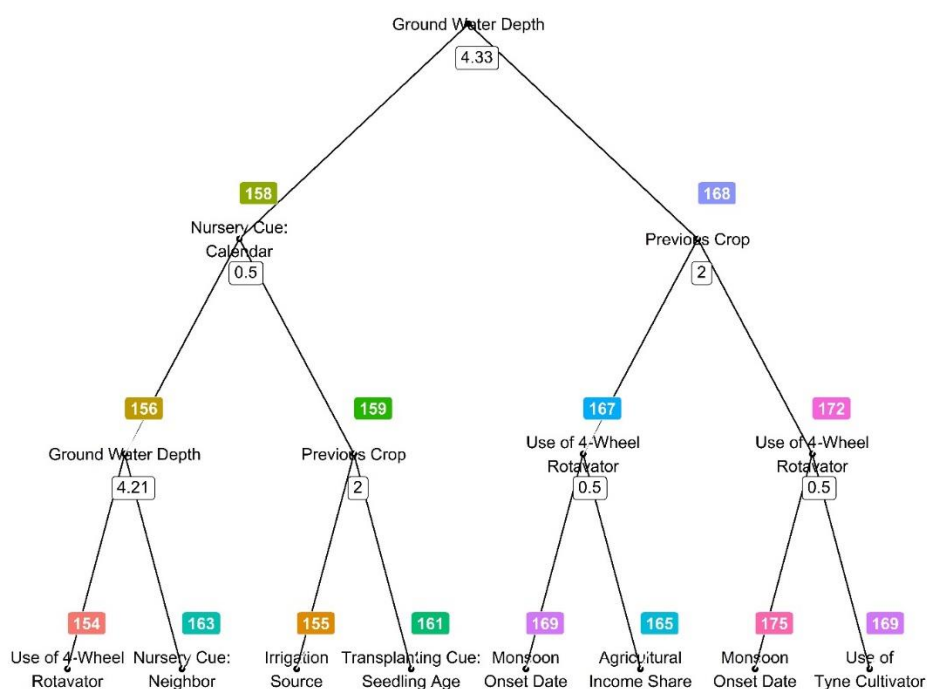 Ground Water Depth
4.33
158
168
Nursery Cue:
Calendar
0.5
Previous Crop
2
156
159
167
172
Ground Water Depth
4.21
Previous Crop
2
Use of 4-Wheel
Rotavator
0.5
Use of 4-Wheel
Rotavator
0.5
154
163
155
161
169
165
175
169
Use of 4-Wheel
Rotavator
Nursery Cue:
Neighbor
Irrigation
Source
Transplanting Cue:
Seedling Age
Monsoon
Onset Date
Agricultural
Income Share
Monsoon
Onset Date
Use of
Tyne Cultivator